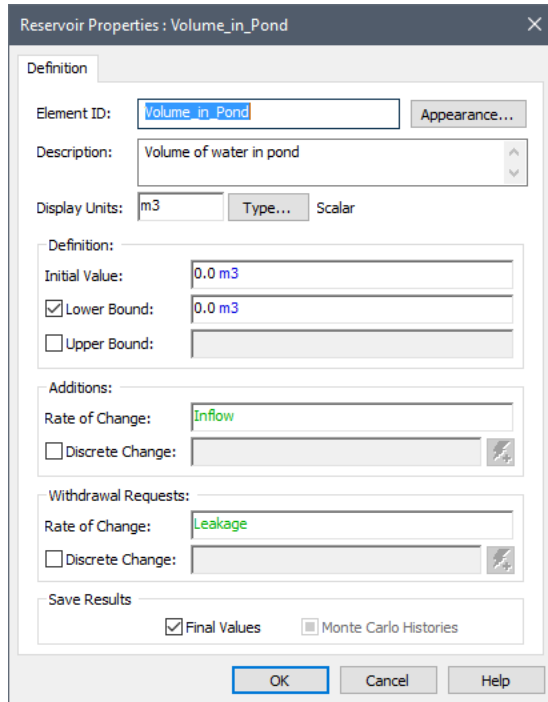 Reservoir Properties : Volume_in_Pond
Definition
Element ID: Volume_in_Pond Appearance...
Description: Volume of water in pond
Display Units: m3 Type... Scalar
Definition:
Initial Value: 0.0 m3
Lower Bound: 0.0 m3
Upper Bound:
Additions:
Rate of Change: Inflow
Discrete Change:
Withdrawal Requests:
Rate of Change: Leakage
Discrete Change:
Save Results
Final Values Monte Carlo Histories
OK Cancel Help